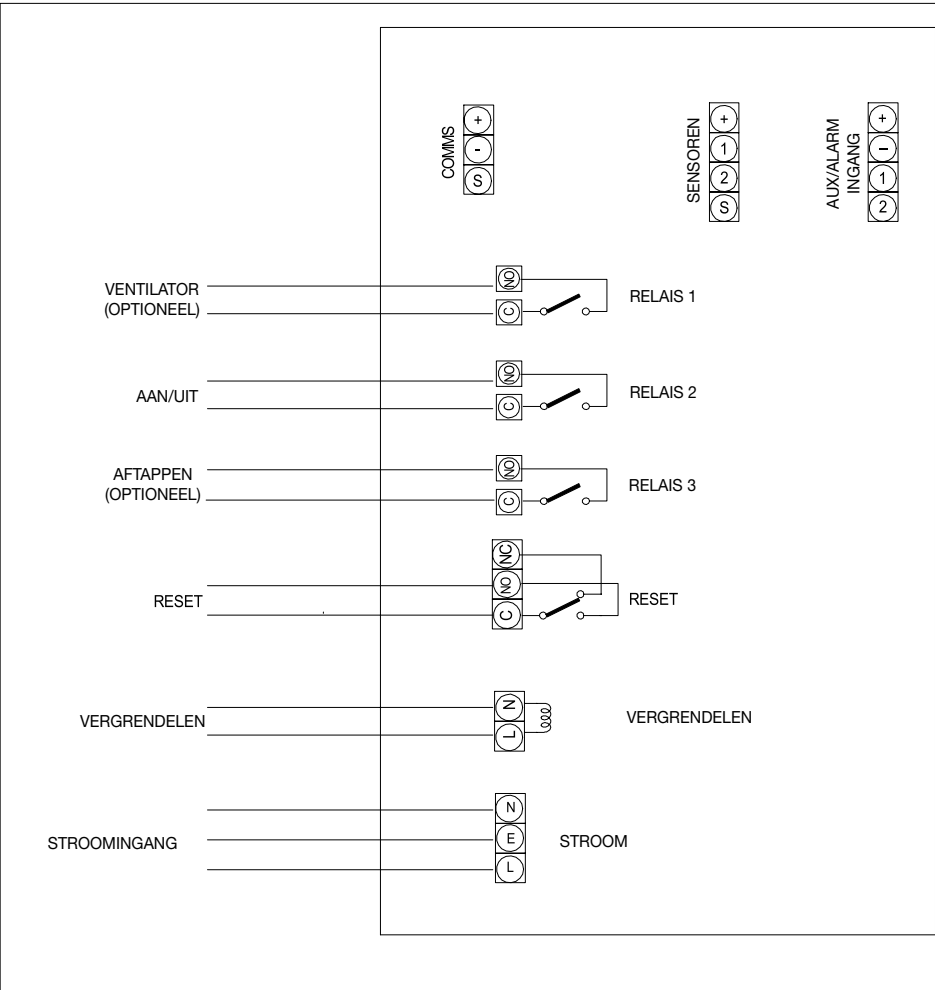 COMMS
+
-
S
SENSOREN
+
1
2
S
AUX/ALARM
INGANG
+
–
1
2
VENTILATOR
(OPTIONEEL)
NO
C
RELAIS 1
AAN/UIT
NO
C
RELAIS 2
AFTAPPEN
(OPTIONEEL)
NO
C
RELAIS 3
RESET
NC
NO
C
RESET
VERGRENDELEN
N
L
VERGRENDELEN
STROOMINGANG
N
E
L
STROOM